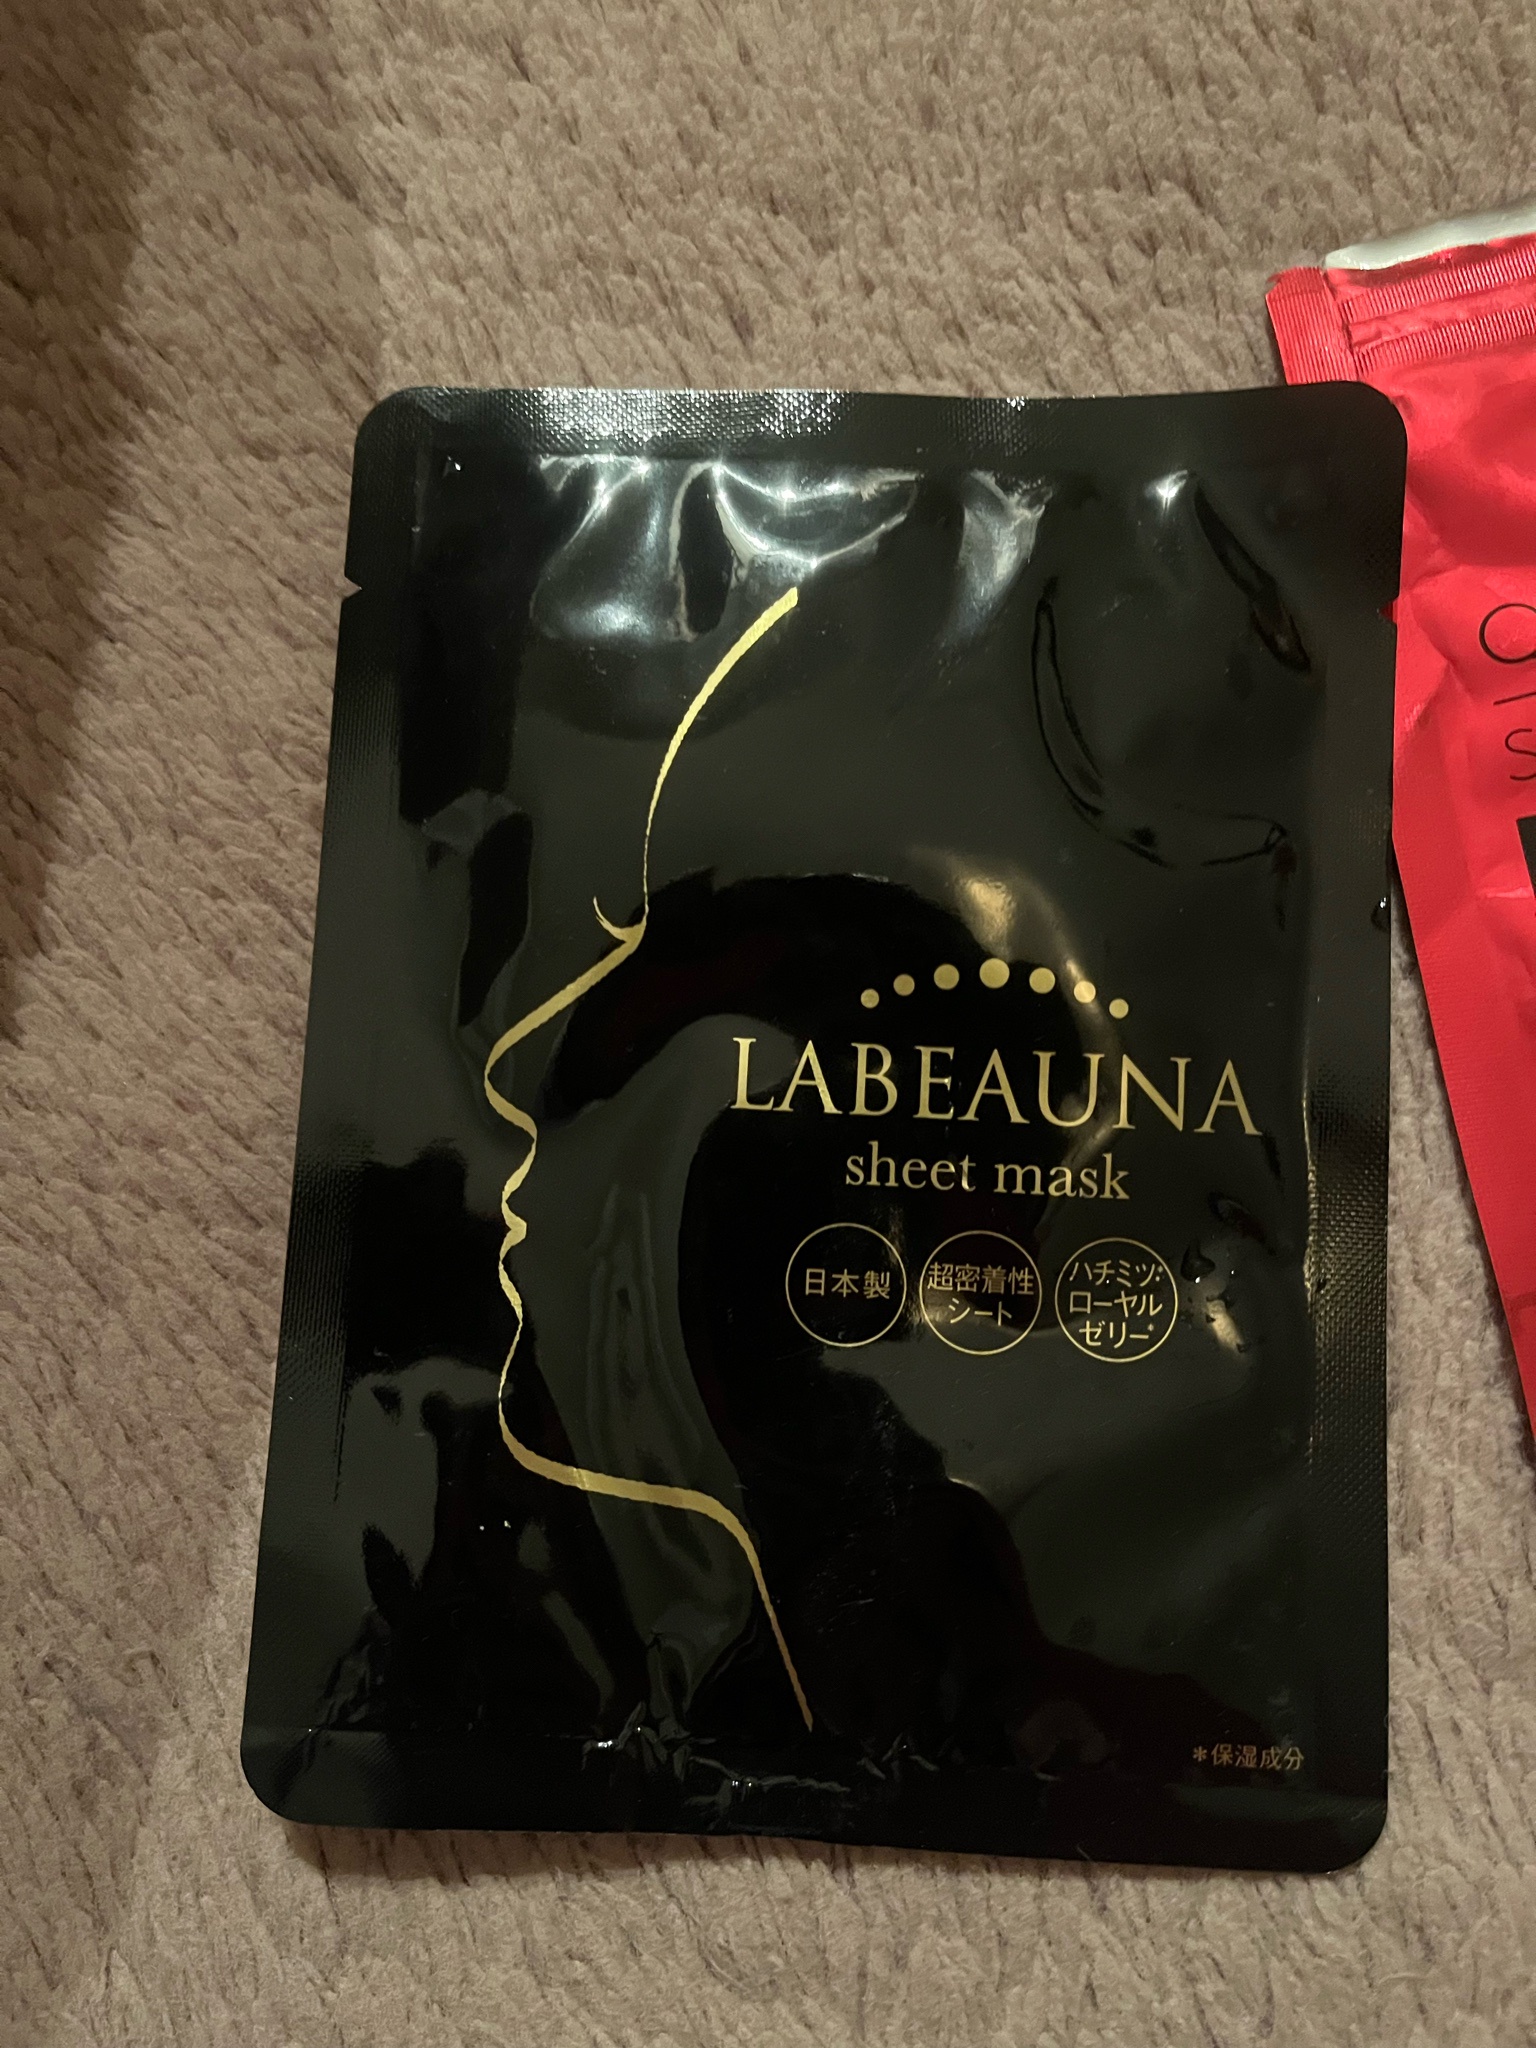 LABEAUNA
sheet mask
日本製
超密着性
シート
ハチミツ*
ローヤル
ゼリー*
*保湿成分